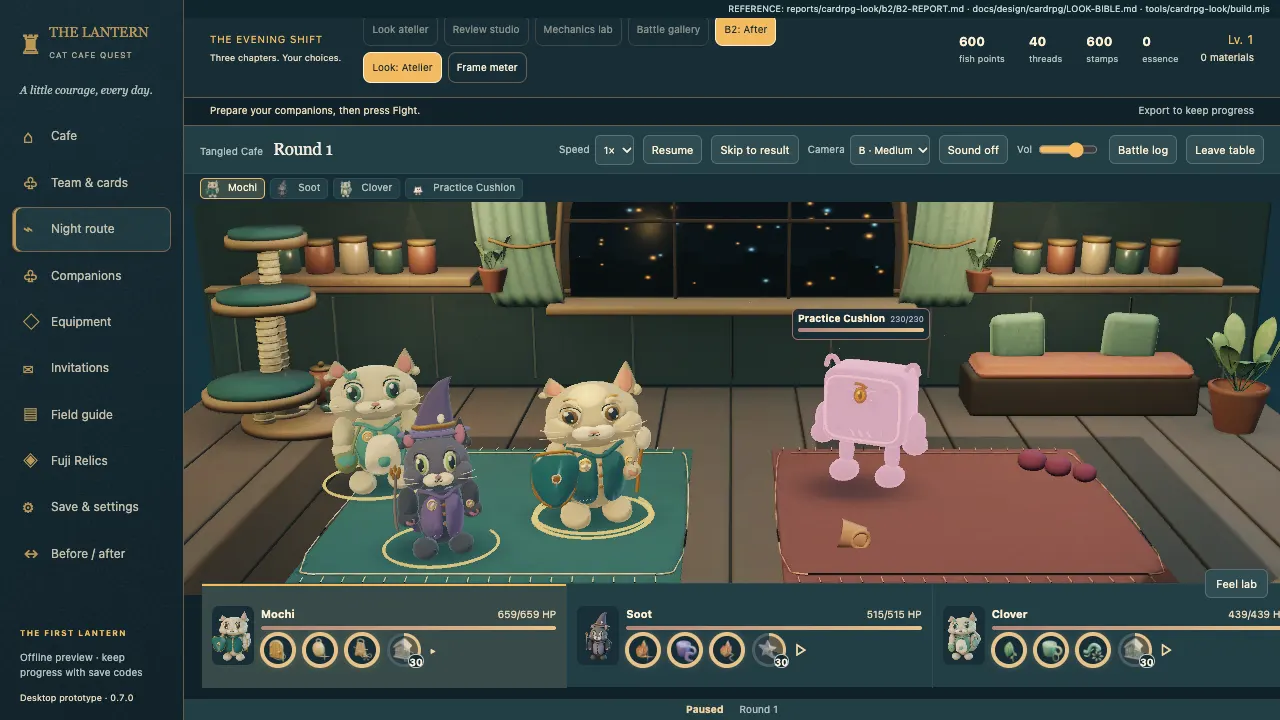 REFERENCE: reports/cardrpg-look/b2/B2-REPORT.md · docs/design/cardrpg/LOOK-BIBLE.md · tools/cardrpg-look/build.mjs
THE LANTERN
CAT CAFE QUEST
A little courage, every day.
Cafe
Team & cards
Night route
Companions
Equipment
Invitations
Field guide
Fuji Relics
Save & settings
Before / after
THE FIRST LANTERN
Offline preview · keep
progress with save codes
Desktop prototype · 0.7.0
THE EVENING SHIFT
Three chapters. Your choices.
Look atelier
Review studio
Mechanics lab
Battle gallery
B2: After
Look: Atelier
Frame meter
600
fish points
40
threads
600
stamps
0
essence
Lv. 1
0 materials
Prepare your companions, then press Fight.
Export to keep progress
Tangled Cafe
Round 1
Speed
1x
Resume
Skip to result
Camera
B · Medium
Sound off
Vol
Battle log
Leave table
Mochi
Soot
Clover
Practice Cushion
Practice Cushion 230/230
Feel lab
Mochi
659/659 HP
30
Soot
515/515 HP
30
Clover
439/439 H
30
Paused
Round 1